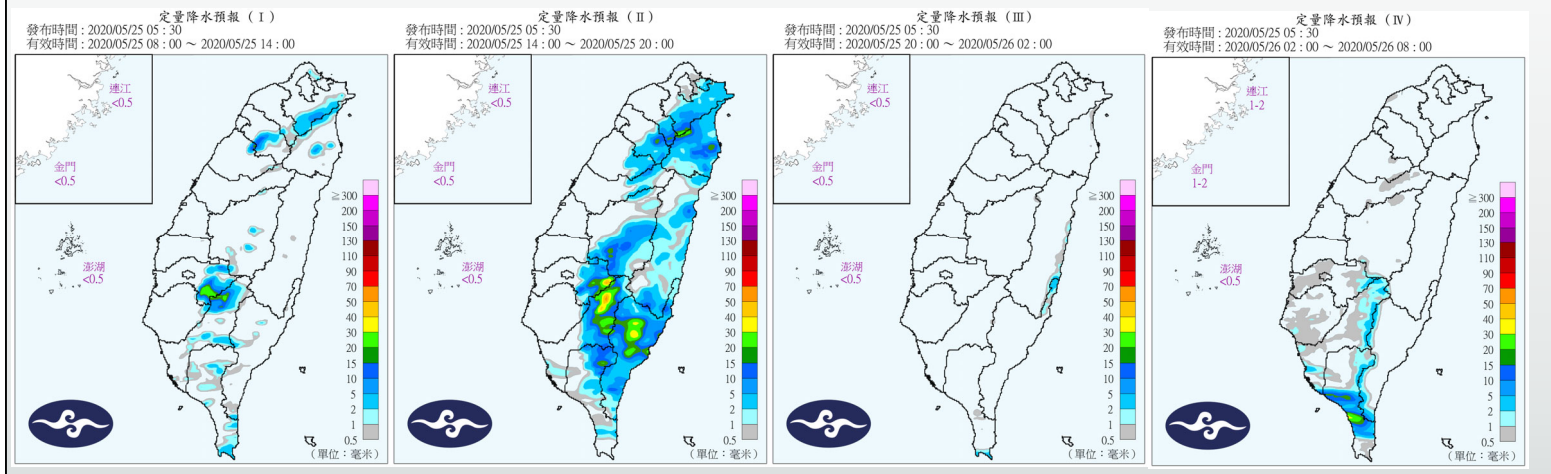 定量降水預報（I）
發布時間：2020/05/25 05：30
有效時間：2020/05/25 08：00 ～ 2020/05/25 14：00
連江
<0.5
金門
<0.5
澎湖
<0.5
≧300
200
150
130
110
90
70
50
40
30
20
15
10
5
2
1
0.5
（單位：毫米）
定量降水預報（II）
發布時間：2020/05/25 05：30
有效時間：2020/05/25 14：00 ～ 2020/05/25 20：00
連江
<0.5
金門
<0.5
澎湖
<0.5
≧300
200
150
130
110
90
70
50
40
30
20
15
10
5
2
1
0.5
（單位：毫米）
定量降水預報（III）
發布時間：2020/05/25 05：30
有效時間：2020/05/25 20：00 ～ 2020/05/26 02：00
連江
<0.5
金門
<0.5
澎湖
<0.5
≧300
200
150
130
110
90
70
50
40
30
20
15
10
5
2
1
0.5
（單位：毫米）
定量降水預報（IV）
發布時間：2020/05/25 05：30
有效時間：2020/05/26 02：00 ～ 2020/05/26 08：00
連江
1-2
金門
1-2
澎湖
<0.5
≧300
200
150
130
110
90
70
50
40
30
20
15
10
5
2
1
0.5
（單位：毫米）